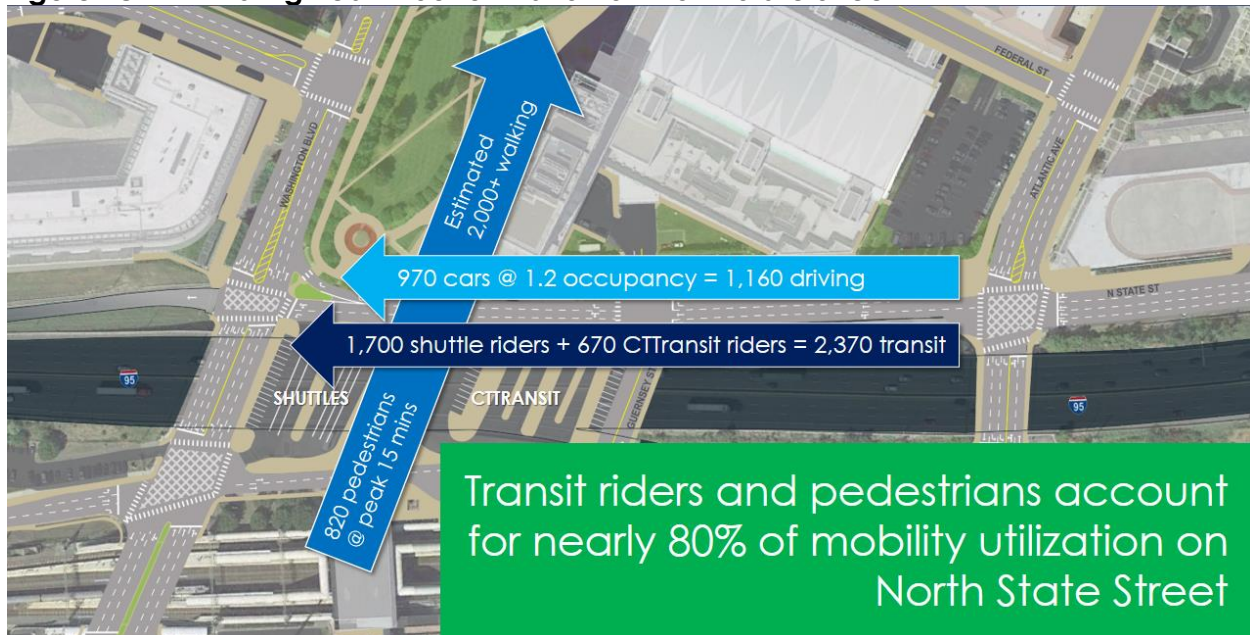 FEDERAL ST
WASHINGTON BLVD
ATLANTIC AVE
Estimated
2,000+ walking
970 cars @ 1.2 occupancy = 1,160 driving
N STATE ST
1,700 shuttle riders + 670 CTTransit riders = 2,370 transit
95
SHUTTLES
CTTRANSIT
GUERNSEY ST
95
820 pedestrians
@ peak 15 mins
Transit riders and pedestrians account
for nearly 80% of mobility utilization on
North State Street